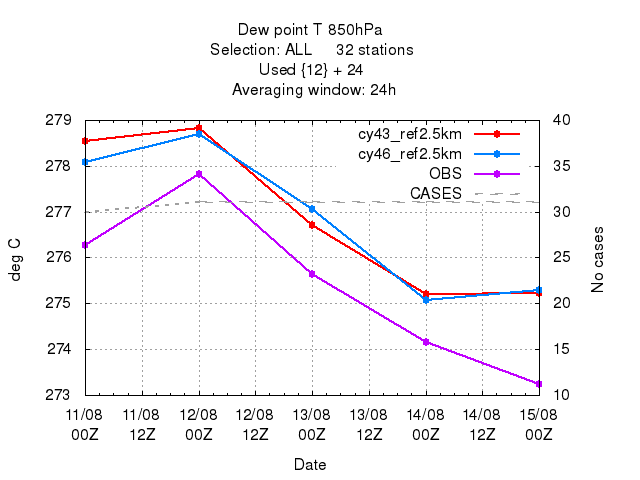 Dew point T 850hPa
Selection: ALL 32 stations
Used {12} + 24
Averaging window: 24h
cy43_ref2.5km
cy46_ref2.5km
OBS
CASES
279
278
277
276
275
274
273
deg C
40
35
30
25
20
15
10
No cases
11/08 11/08 12/08 12/08 13/08 13/08 14/08 14/08 15/08
00Z 12Z 00Z 12Z 00Z 12Z 00Z 12Z 00Z
Date